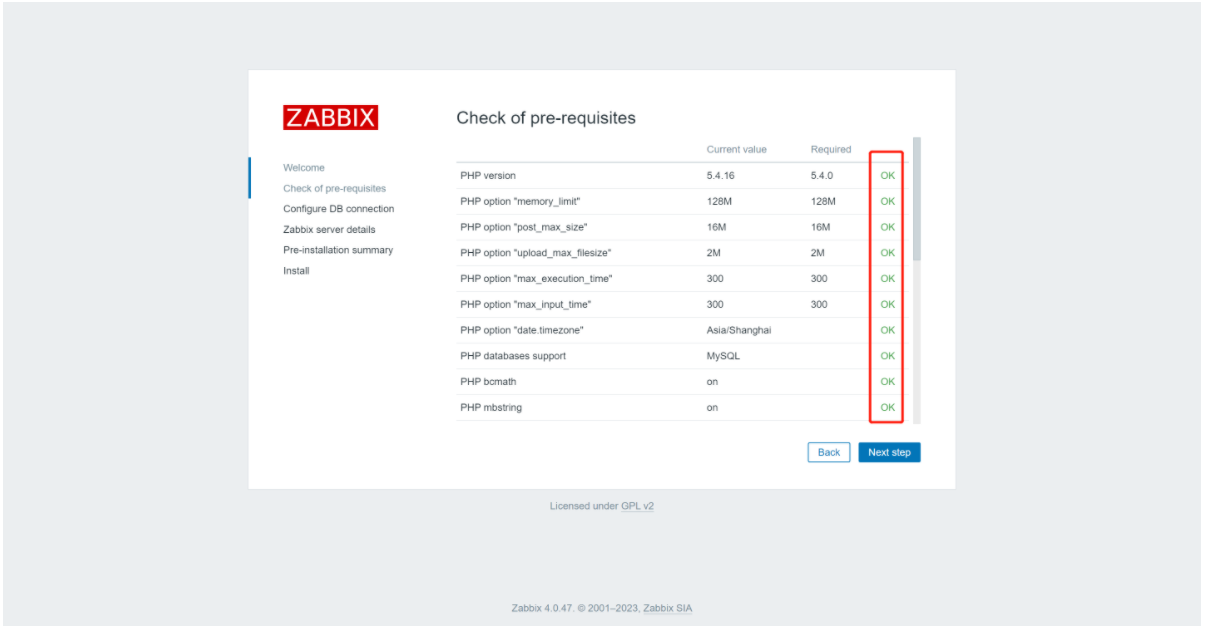 ZABBIX
Welcome
Check of pre-requisites
Configure DB connection
Zabbix server details
Pre-installation summary
Install
Check of pre-requisites
Current value Required
PHP version 5.4.16 5.4.0 OK
PHP option "memory_limit" 128M 128M OK
PHP option "post_max_size" 16M 16M OK
PHP option "upload_max_filesize" 2M 2M OK
PHP option "max_execution_time" 300 300 OK
PHP option "max_input_time" 300 300 OK
PHP option "date.timezone" Asia/Shanghai OK
PHP databases support MySQL OK
PHP bcmath on OK
PHP mbstring on OK
Back Next step
Licensed under GPL v2
Zabbix 4.0.47. © 2001–2023, Zabbix SIA